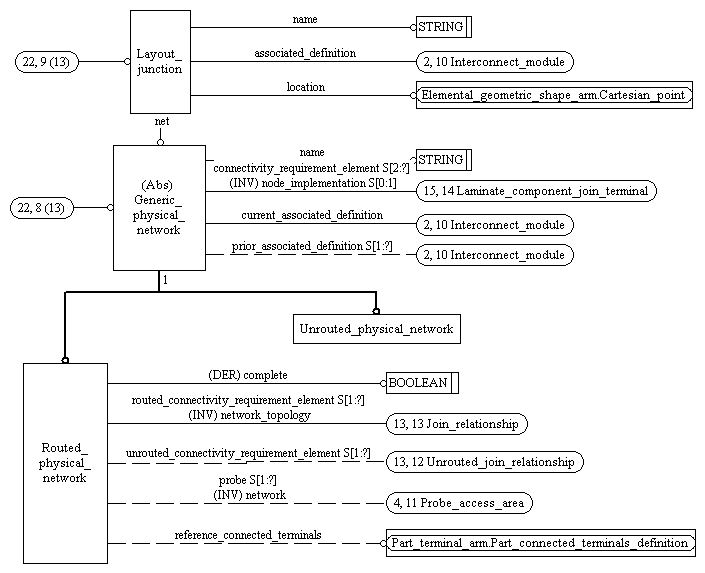 name
STRING
Layout_
junction
22, 9 (13)
associated_definition
2, 10 Interconnect_module
location
Elemental_geometric_shape_arm.Cartesian_point
net
name
STRING
connectivity_requirement_element S[2:?]
(INV) node_implementation S[0:1]
15, 14 Laminate_component_join_terminal
(Abs)
Generic_
physical_
network
22, 8 (13)
current_associated_definition
2, 10 Interconnect_module
prior_associated_definition S[1:?]
2, 10 Interconnect_module
1
Unrouted_physical_network
(DER) complete
BOOLEAN
routed_connectivity_requirement_element S[1:?]
(INV) network_topology
13, 13 Join_relationship
Routed_
physical_
network
unrouted_connectivity_requirement_element S[1:?]
13, 12 Unrouted_join_relationship
probe S[1:?]
(INV) network
4, 11 Probe_access_area
reference_connected_terminals
Part_terminal_arm.Part_connected_terminals_definition